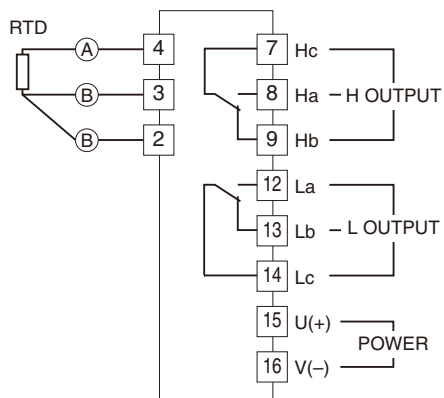 RTD
A 4 7 Hc
B 3 8 Ha H OUTPUT
B 2 9 Hb
12 La
13 Lb L OUTPUT
14 Lc
15 U(+)
POWER
16 V(–)